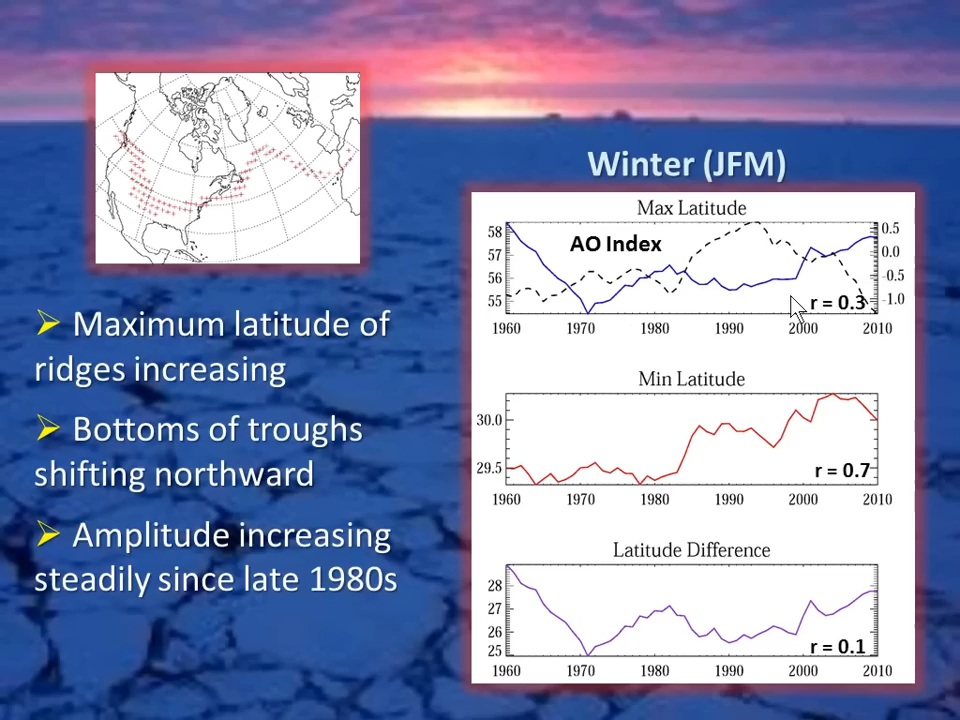 Winter (JFM)
➢ Maximum latitude of
ridges increasing
➢ Bottoms of troughs
shifting northward
➢ Amplitude increasing
steadily since late 1980s
Max Latitude
AO Index
58
57
56
55
0.5
0.0
-0.5
-1.0
r = 0.3
1960 1970 1980 1990 2000 2010
Min Latitude
30.0
29.5
r = 0.7
1960 1970 1980 1990 2000 2010
Latitude Difference
28
27
26
25
r = 0.1
1960 1970 1980 1990 2000 2010